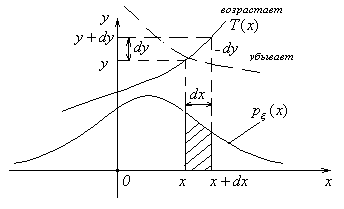 y
возрастает
T(x)
y + dy
dy
-dy
убывает
y
dx
p_ξ(x)
0
x
x + dx
x